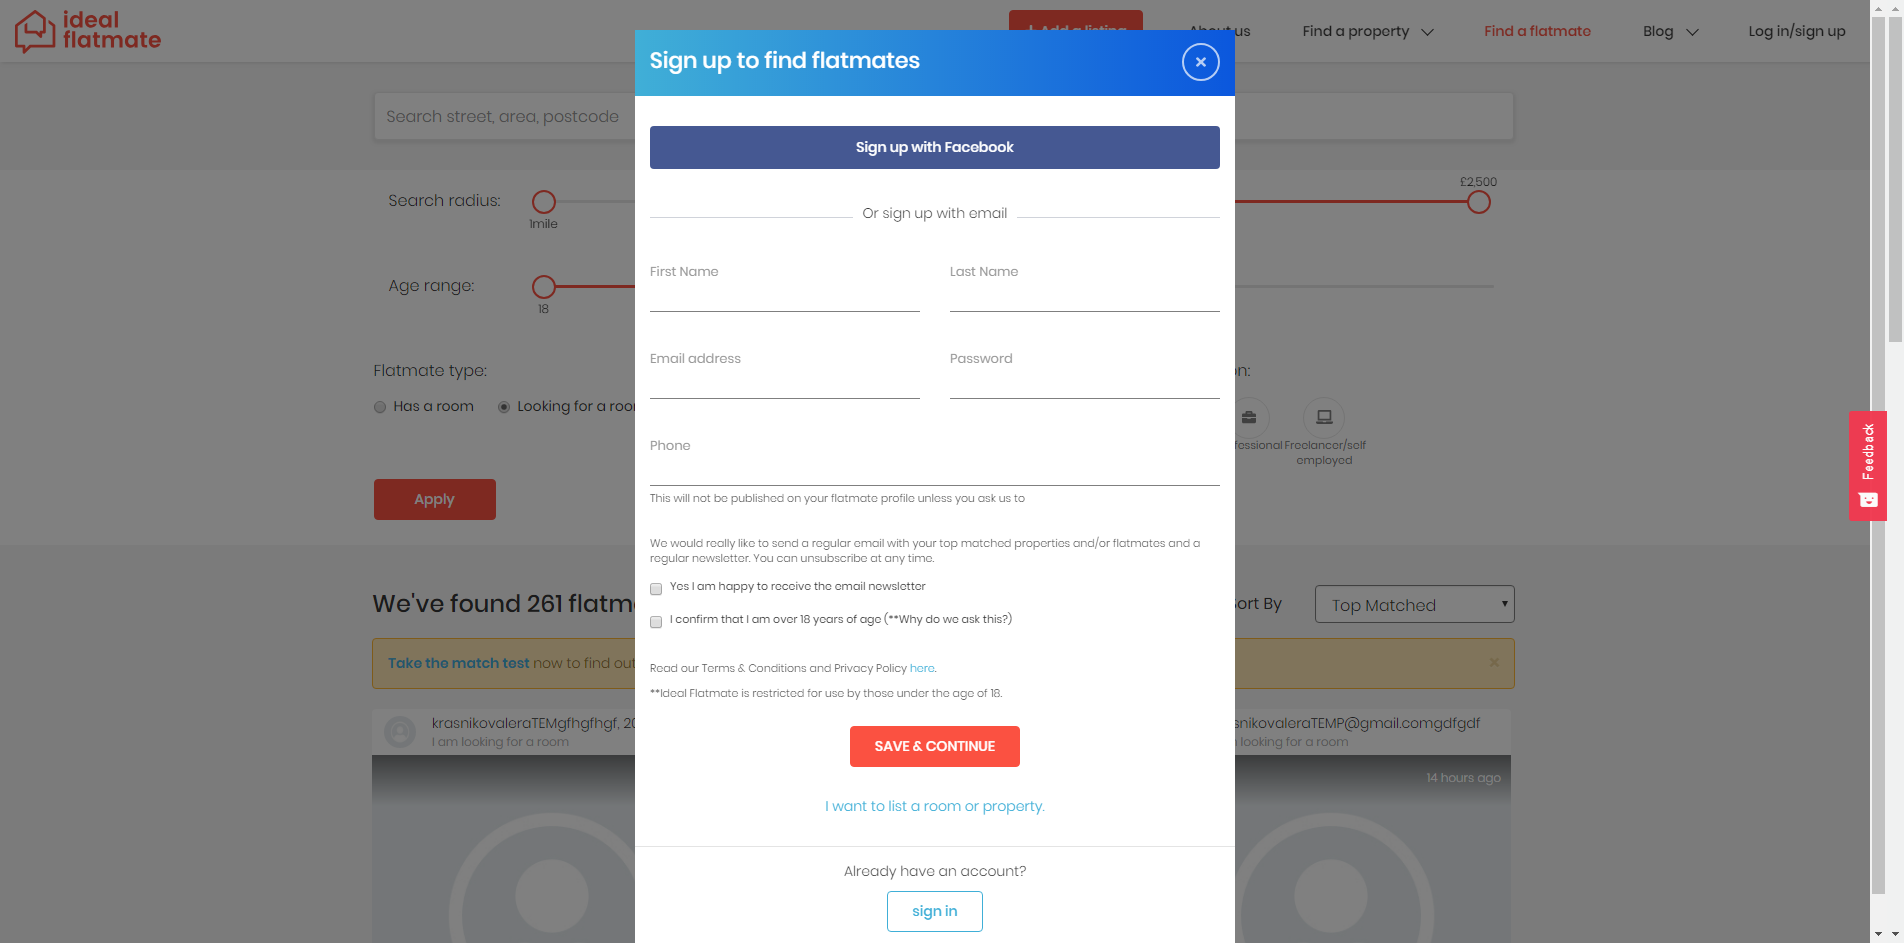 ideal
flatmate
+ Add a listing
About us
Find a property
Find a flatmate
Blog
Log in/sign up
Sign up to find flatmates
Search street, area, postcode
Sign up with Facebook
Search radius:
1mile
£2,500
Or sign up with email
Age range:
18
First Name
Last Name
Email address
Password
Flatmate type:
Has a room
Looking for a roo
on:
fessional
Freelancer/self
employed
Phone
Feedback
Apply
This will not be published on your flatmate profile unless you ask us to
We would really like to send a regular email with your top matched properties and/or flatmates and a
regular newsletter. You can unsubscribe at any time.
Yes I am happy to receive the email newsletter
I confirm that I am over 18 years of age (**Why do we ask this?)
We've found 261 flatm
Sort By
Top Matched
Take the match test now to find out
Read our Terms & Conditions and Privacy Policy here.
**Ideal Flatmate is restricted for use by those under the age of 18.
krasnikovaleraTEMgfhgfhgf, 20
I am looking for a room
snikovaleraTEMP@gmail.comgdfgdf
looking for a room
14 hours ago
SAVE & CONTINUE
I want to list a room or property.
Already have an account?
sign in